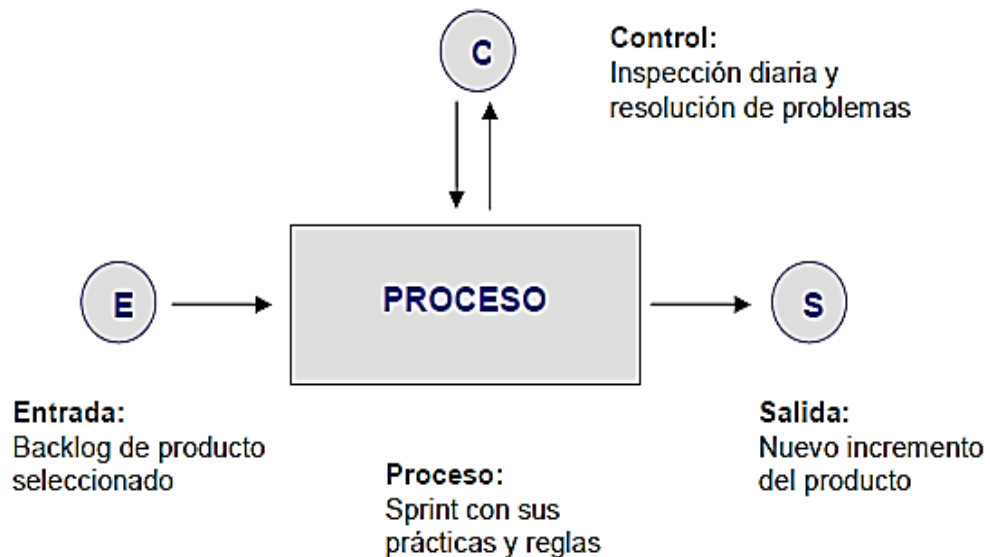 C
Control:
Inspección diaria y
resolución de problemas
E
PROCESO
S
Entrada:
Backlog de producto
seleccionado
Proceso:
Sprint con sus
prácticas y reglas
Salida:
Nuevo incremento
del producto